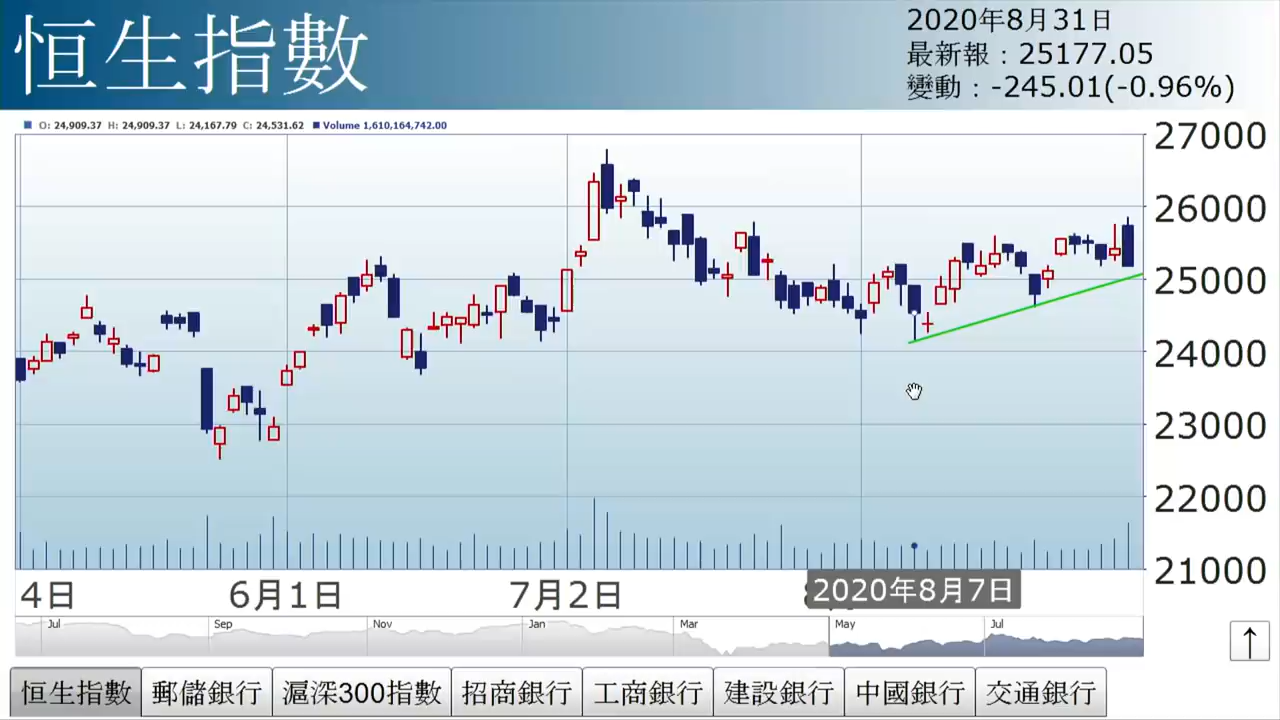 恒生指數
2020年8月31日
最新報：25177.05
變動：-245.01(-0.96%)
O: 24,909.37 H: 24,909.37 L: 24,167.79 C: 24,531.62 Volume 1,610,164,742.00
27000
26000
25000
24000
23000
22000
21000
4日 6月1日 7月2日 2020年8月7日
Jul Sep Nov Jan Mar May Jul
↑
恒生指數 郵儲銀行 滬深300指數 招商銀行 工商銀行 建設銀行 中國銀行 交通銀行